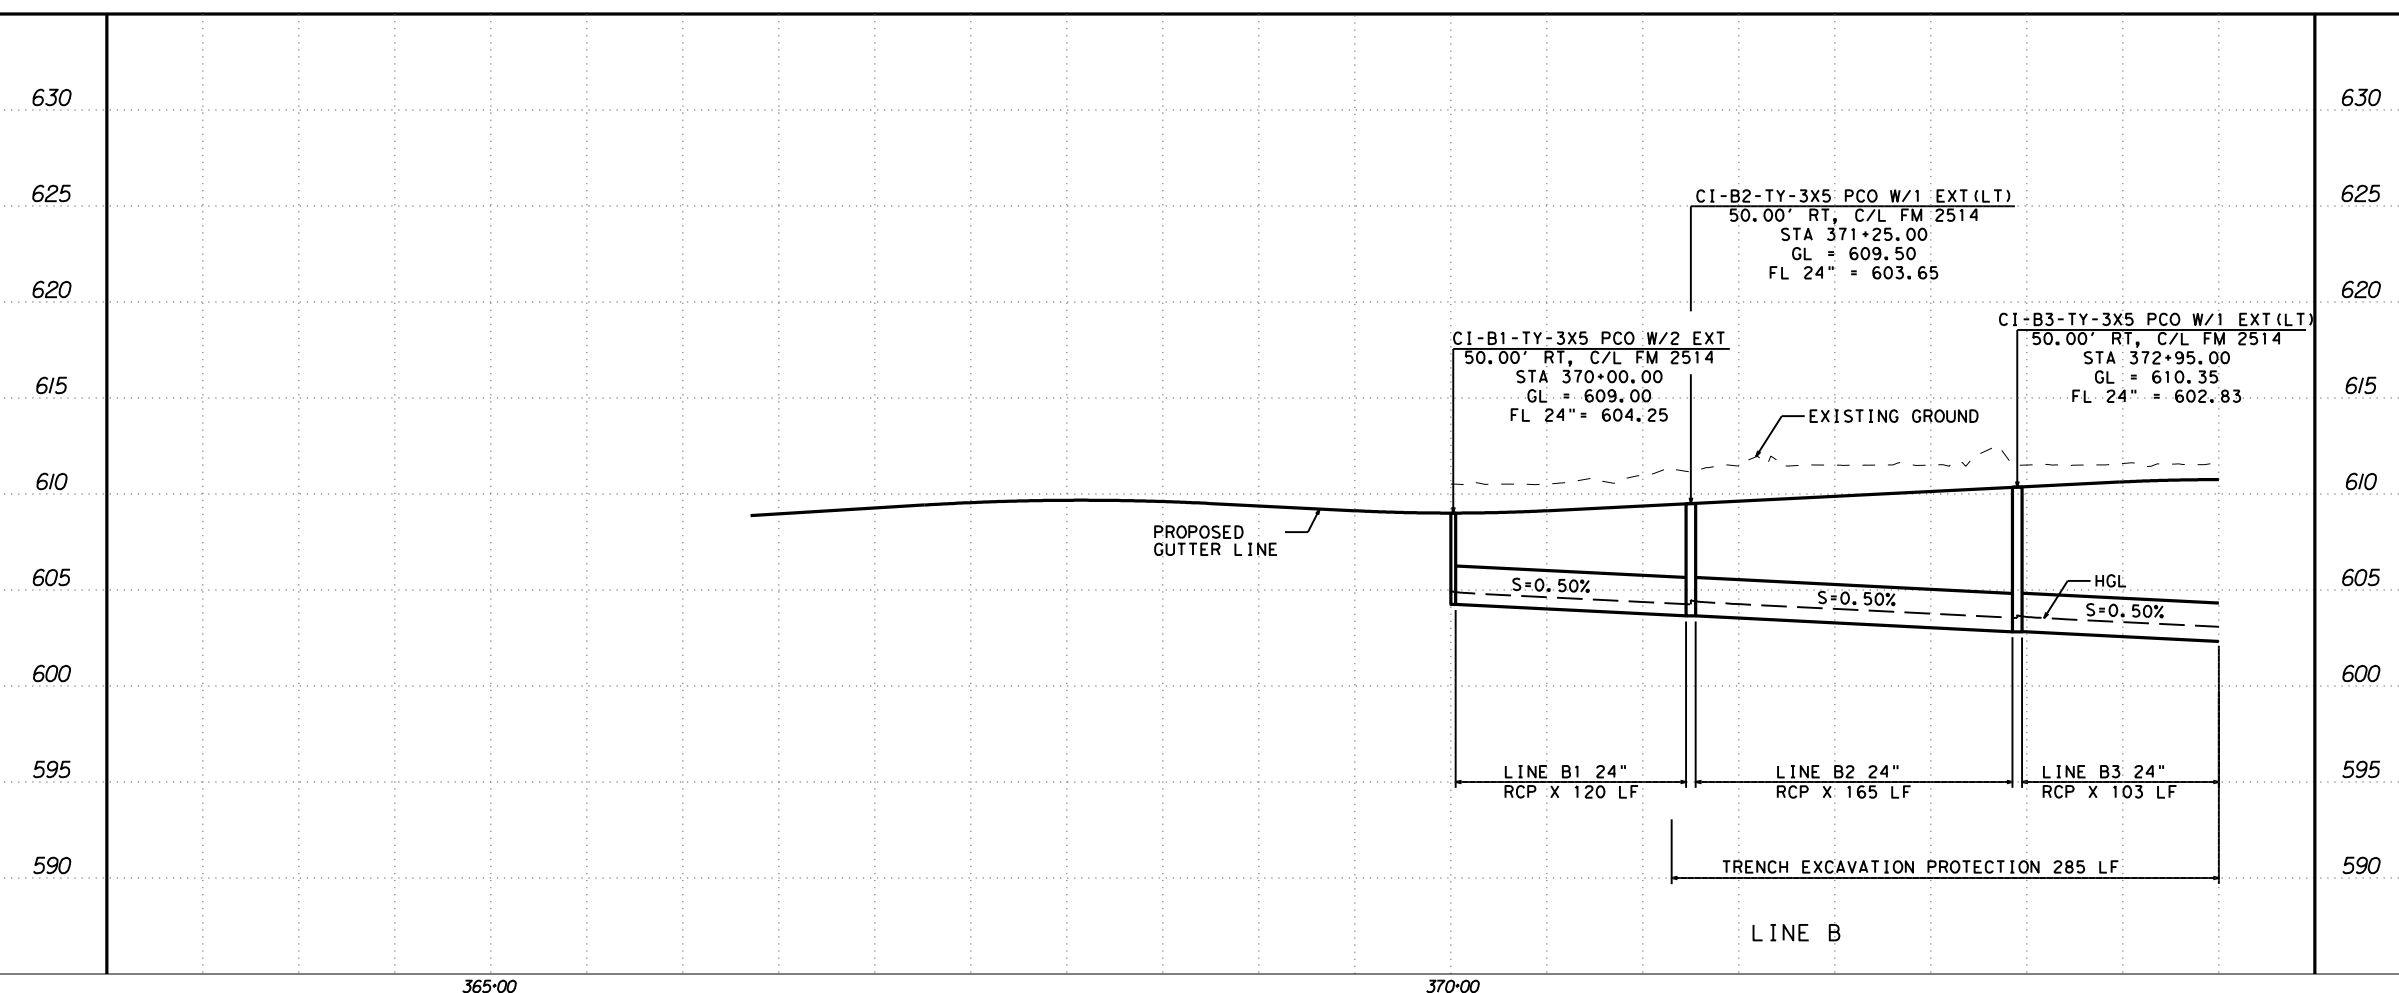 630
630
625
625
620
620
615
615
610
610
605
605
600
600
595
595
590
590
CI-B2-TY-3X5 PCO W/1 EXT(LT)
50.00' RT, C/L FM 2514
STA 371+25.00
GL = 609.50
FL 24" = 603.65
CI-B1-TY-3X5 PCO W/2 EXT
50.00' RT, C/L FM 2514
STA 370+00.00
GL = 609.00
FL 24"= 604.25
CI-B3-TY-3X5 PCO W/1 EXT(LT)
50.00' RT, C/L FM 2514
STA 372+95.00
GL = 610.35
FL 24" = 602.83
EXISTING GROUND
PROPOSED
GUTTER LINE
S=0.50%
S=0.50%
HGL
S=0.50%
LINE B1 24"
RCP X 120 LF
LINE B2 24"
RCP X 165 LF
LINE B3 24"
RCP X 103 LF
TRENCH EXCAVATION PROTECTION 285 LF
LINE B
365+00
370+00